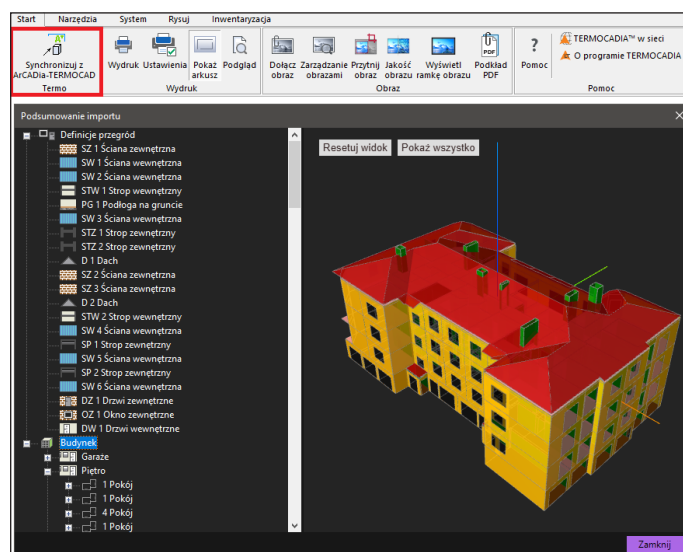 Start Narzędzia System Rysuj Inwentaryzacja
Synchronizuj z ArCADia-TERMOCAD
Termo
Wydruk Ustawienia Pokaż arkusz Podgląd
Wydruk
Dołącz obraz Zarządzanie obrazami Przytnij obraz Jakość obrazu Wyświetl ramkę obrazu Podkład PDF
Obraz
Pomoc
TERMOCADIA™ w sieci
O programie TERMOCADIA
Pomoc
Podsumowanie importu
Definicje przegród
SZ 1 Ściana zewnętrzna
SW 1 Ściana wewnętrzna
SW 2 Ściana wewnętrzna
STW 1 Strop wewnętrzny
PG 1 Podłoga na gruncie
SW 3 Ściana wewnętrzna
STZ 1 Strop zewnętrzny
STZ 2 Strop zewnętrzny
D 1 Dach
SZ 2 Ściana zewnętrzna
SZ 3 Ściana zewnętrzna
D 2 Dach
STW 2 Strop wewnętrzny
SW 4 Ściana wewnętrzna
SP 1 Strop zewnętrzny
SW 5 Ściana wewnętrzna
SP 2 Strop zewnętrzny
SW 6 Ściana wewnętrzna
DZ 1 Drzwi zewnętrzne
OZ 1 Okno zewnętrzne
DW 1 Drzwi wewnętrzne
Budynek
Garaże
Piętro
1 Pokój
1 Pokój
4 Pokój
1 Pokój
Resetuj widok Pokaż wszystko
Zamknij